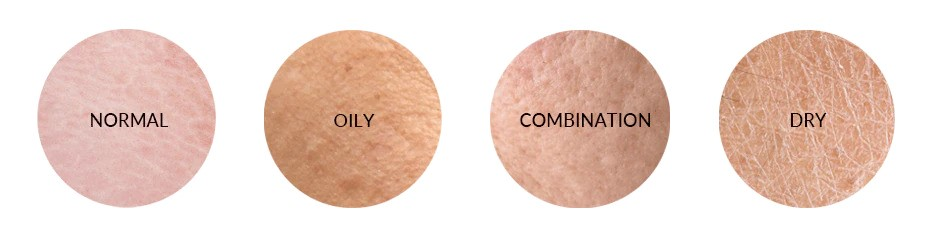 NORMAL
OILY
COMBINATION
DRY